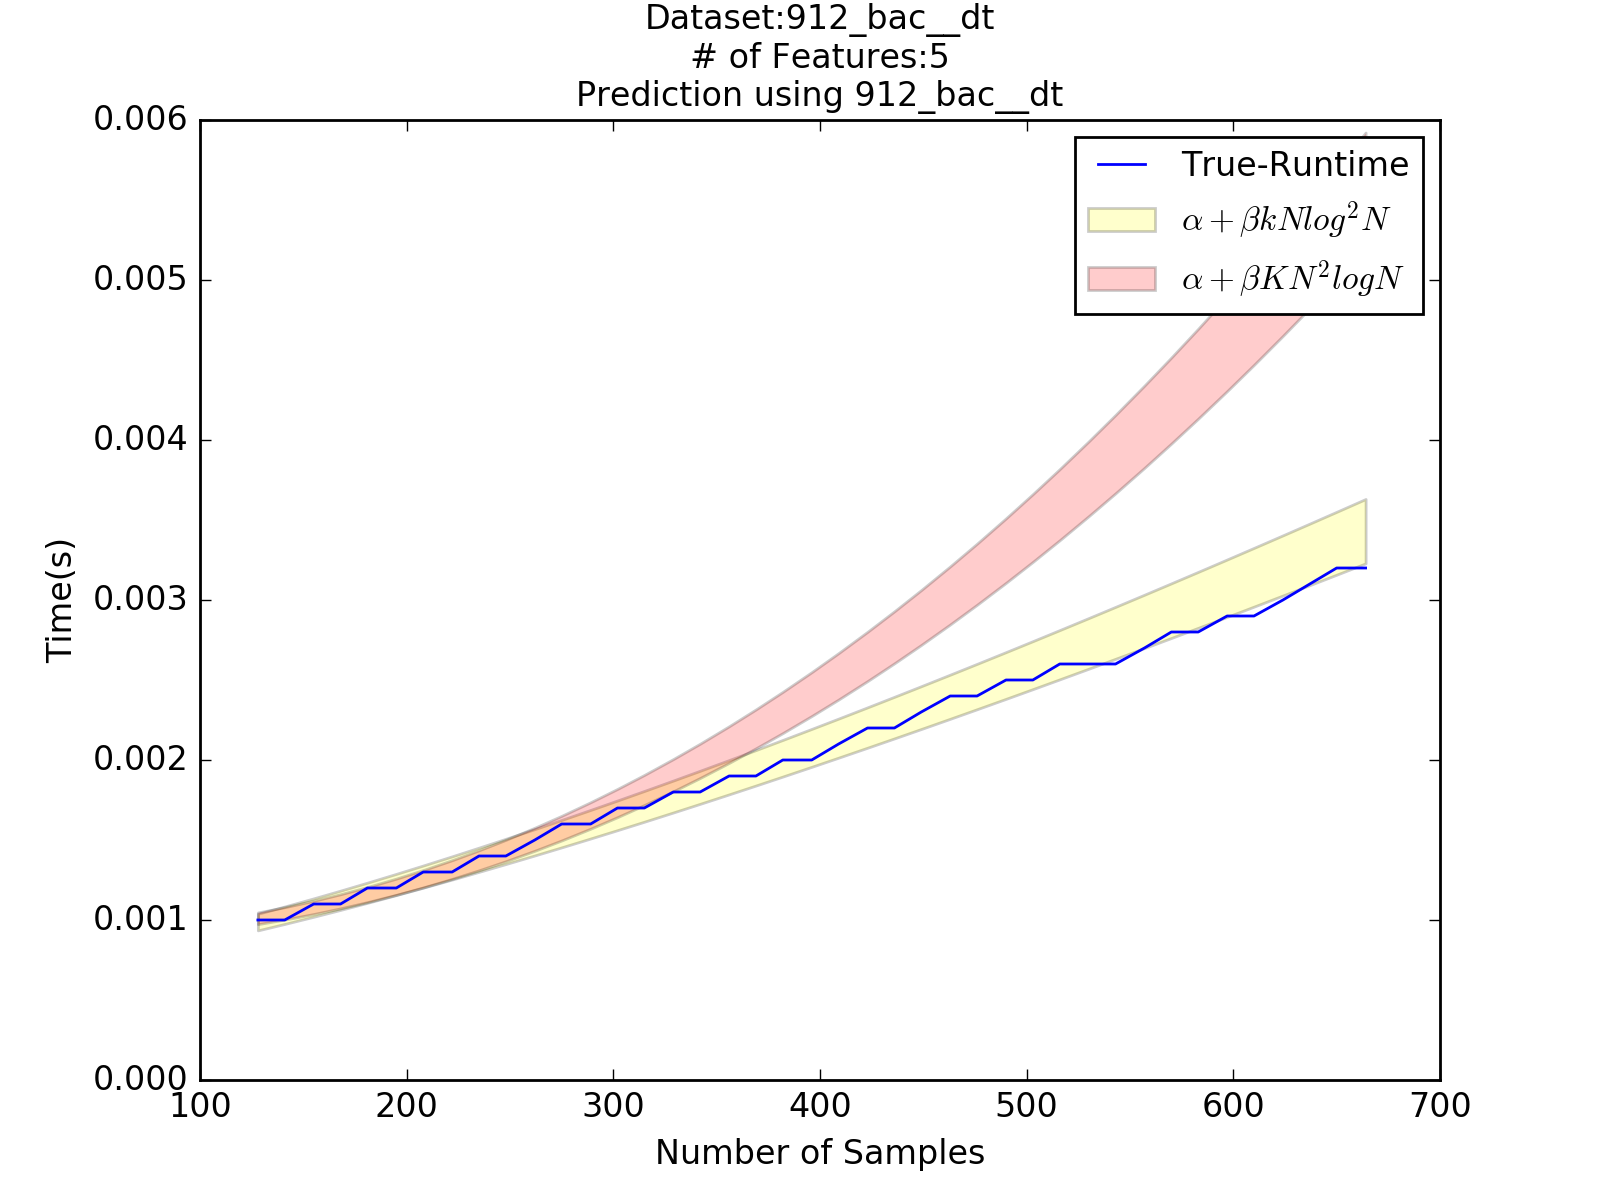 Dataset:912_bac__dt
# of Features:5
Prediction using 912_bac__dt
True-Runtime
α + βkNlog²N
α + βKN²logN
0.006
0.005
0.004
0.003
0.002
0.001
0.000
Time(s)
100 200 300 400 500 600 700
Number of Samples